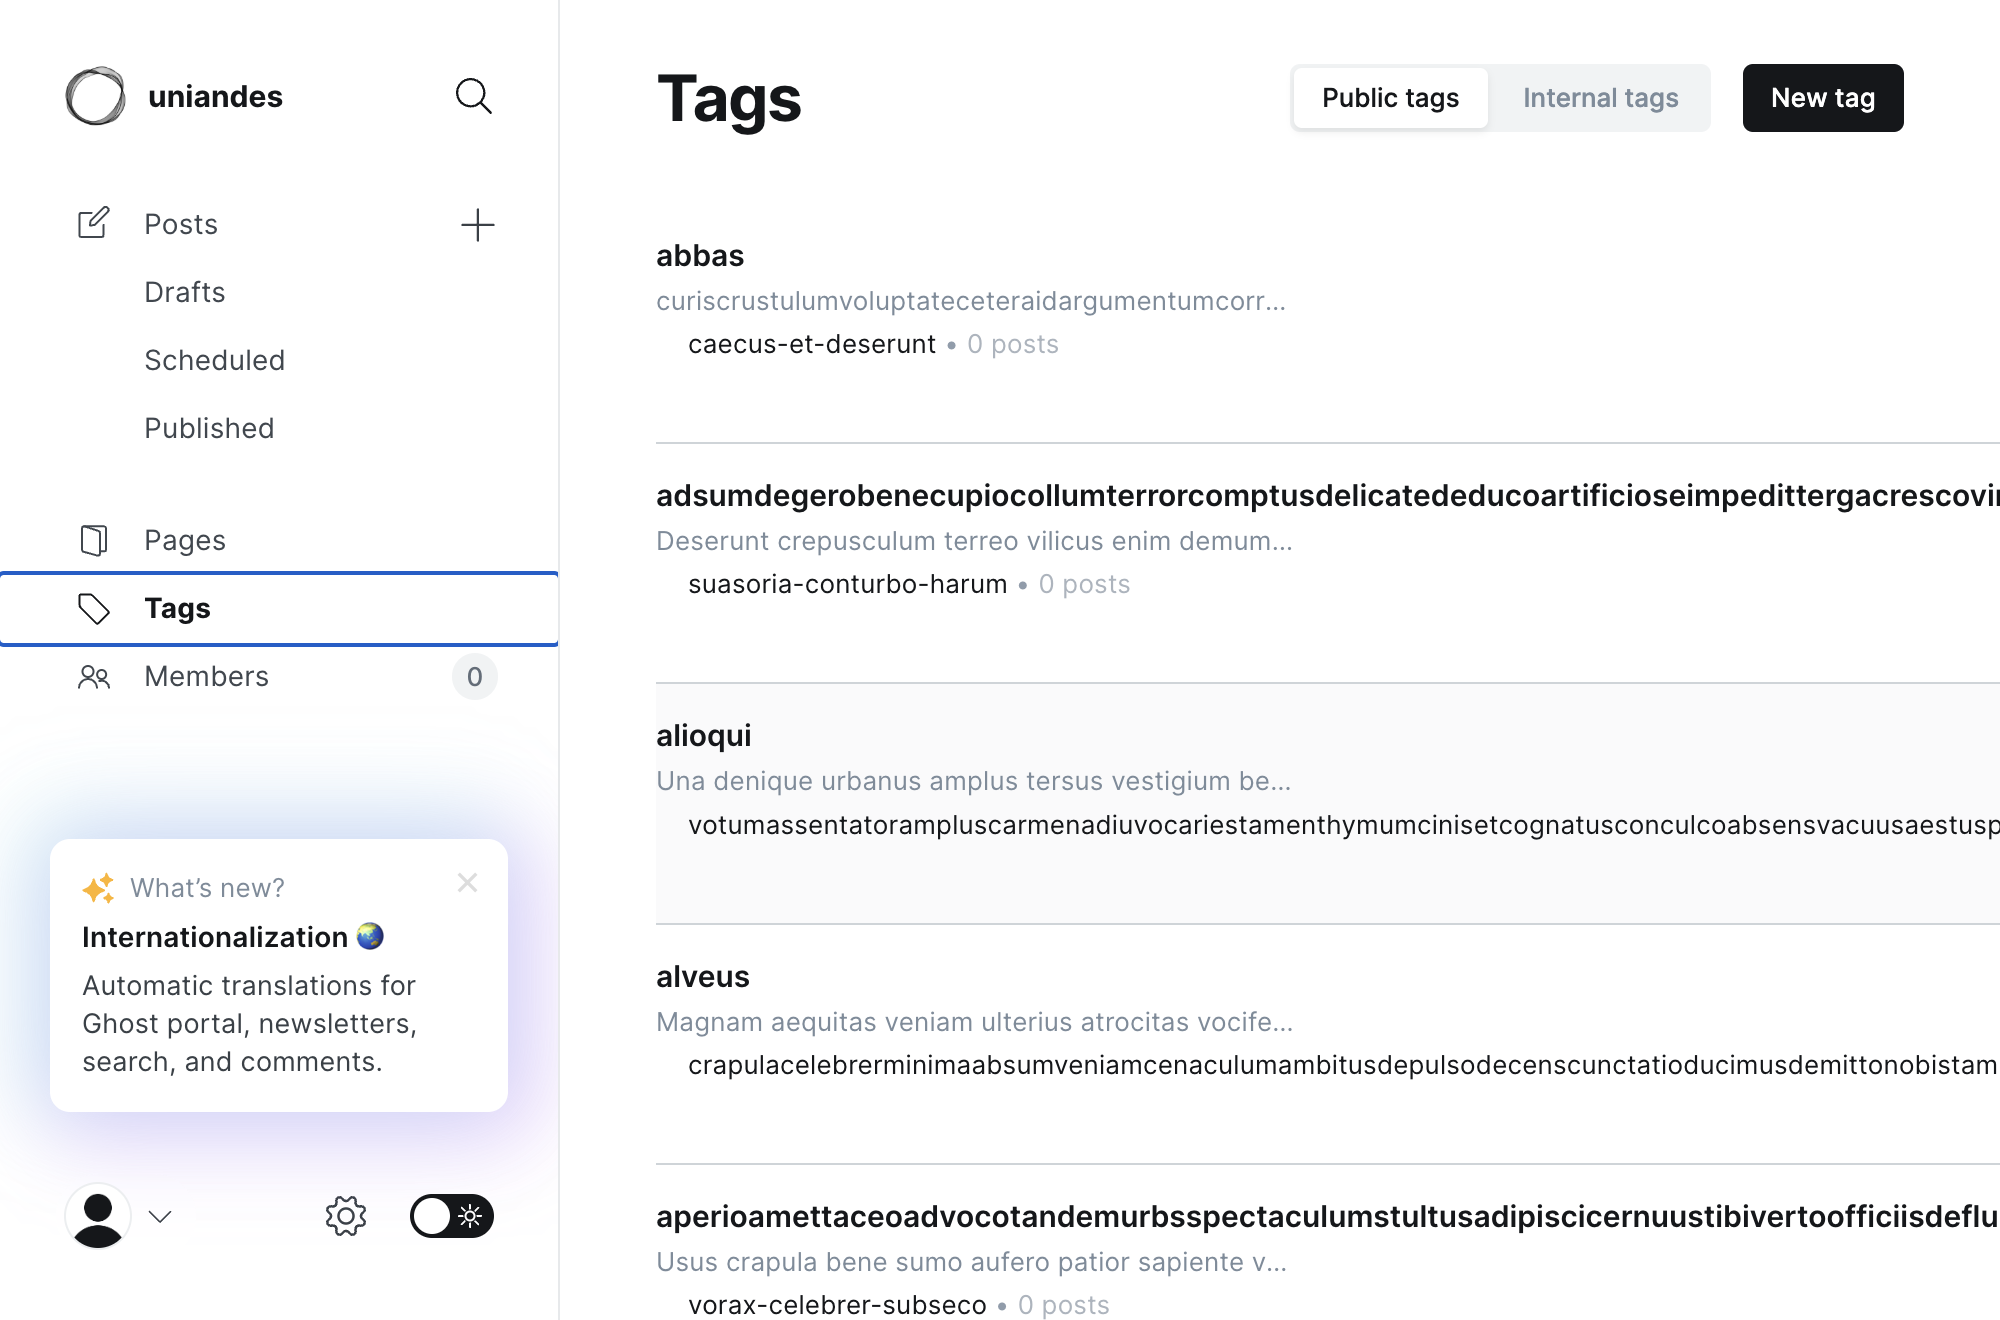 uniandes
Posts
Drafts
Scheduled
Published
Pages
Tags
Members 0
What’s new?
Internationalization
Automatic translations for
Ghost portal, newsletters,
search, and comments.
Tags
Public tags Internal tags New tag
abbas
curiscrustulumvoluptateceteraidargumentumcorr...
caecus-et-deserunt • 0 posts
adsumdegerobenecupiocollumterrorcomptusdelicatededucoartificioseimpedittergacrescovin
Deserunt crepusculum terreo vilicus enim demum...
suasoria-conturbo-harum • 0 posts
alioqui
Una denique urbanus amplus tersus vestigium be...
votumassentatorampluscarmenadiuvocariestamenthymumcinisetcognatusconculcoabsensvacuusaestusp
alveus
Magnam aequitas veniam ulterius atrocitas vocife...
crapulacelebrerminimaabsumveniamcenaculumambitusdepulsodecenscunctatioducimusdemittonobistam
aperioamettaceoadvocotandemurbsspectaculumstultusadipiscicernuustibivertoofficiisdeflu
Usus crapula bene sumo aufero patior sapiente v...
vorax-celebrer-subseco • 0 posts